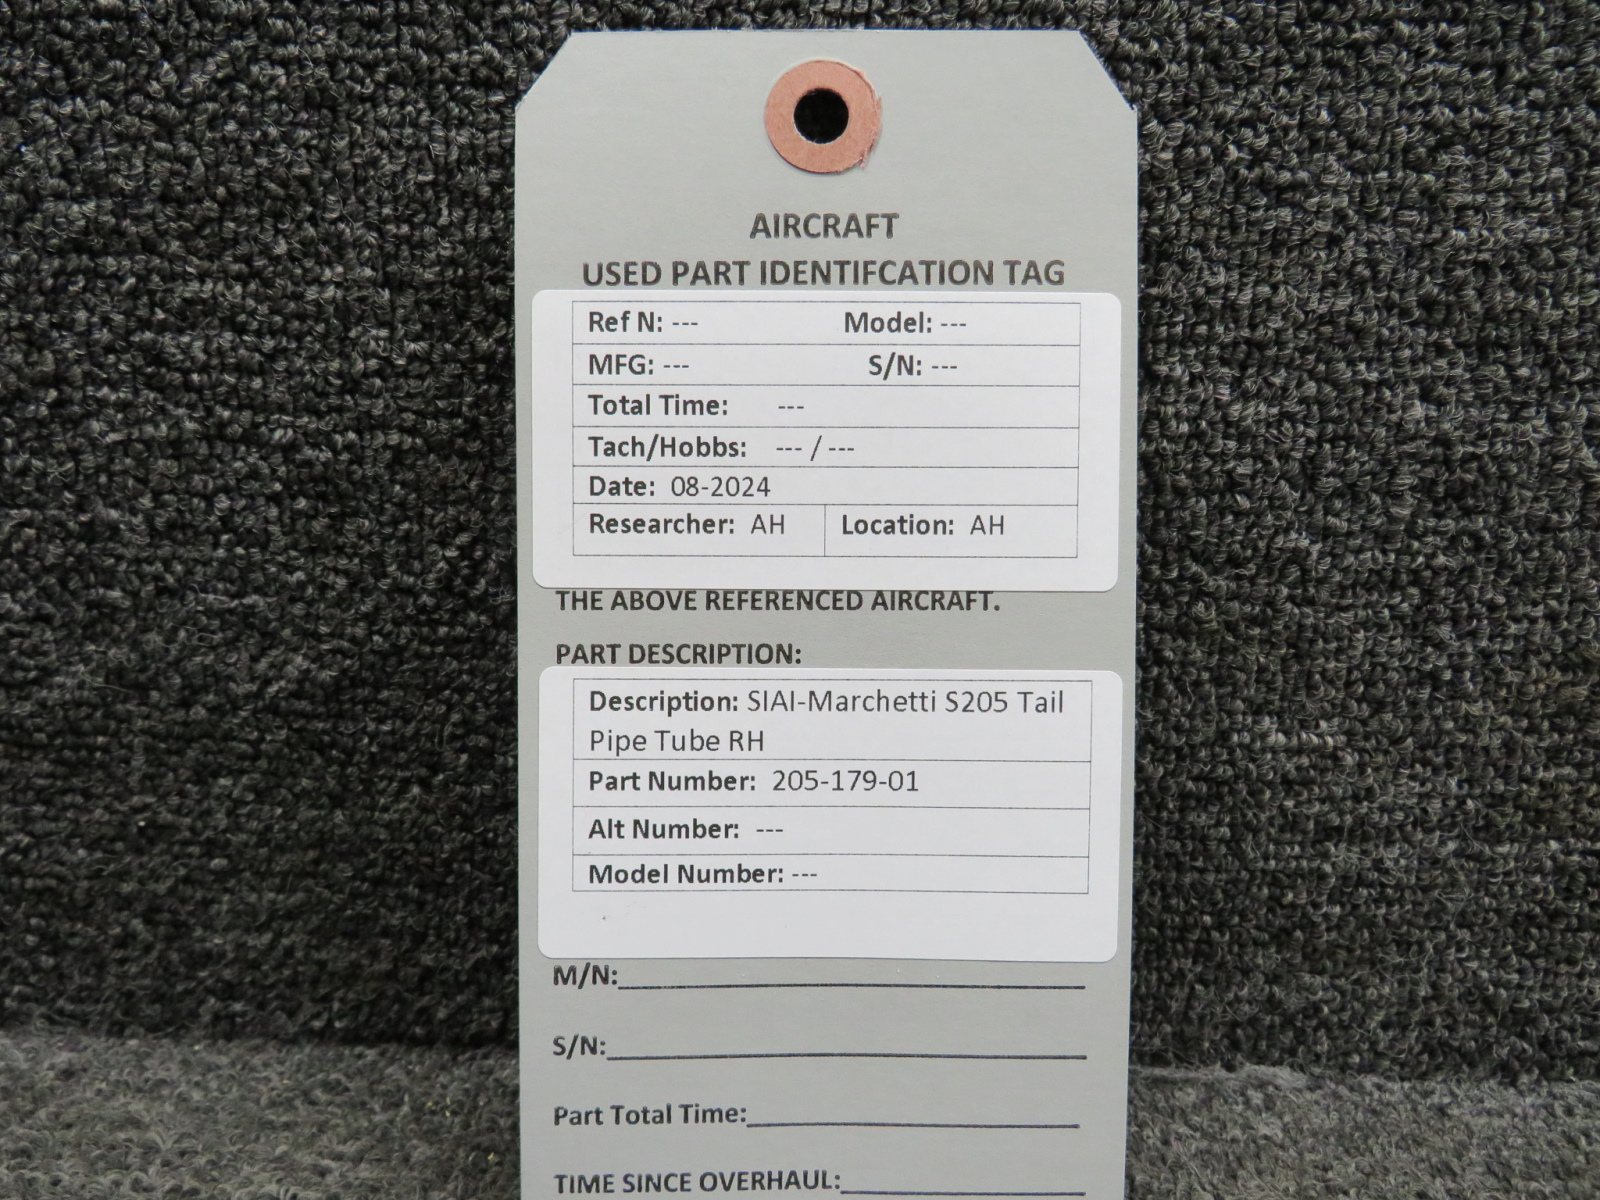 AIRCRAFT
USED PART IDENTIFCATION TAG
Ref N: --- Model: ---
MFG: --- S/N: ---
Total Time: ---
Tach/Hobbs: --- / ---
Date: 08-2024
Researcher: AH Location: AH
THE ABOVE REFERENCED AIRCRAFT.
PART DESCRIPTION:
Description: SIAI-Marchetti S205 Tail
Pipe Tube RH
Part Number: 205-179-01
Alt Number: ---
Model Number: ---
M/N:
S/N:
Part Total Time:
TIME SINCE OVERHAUL: